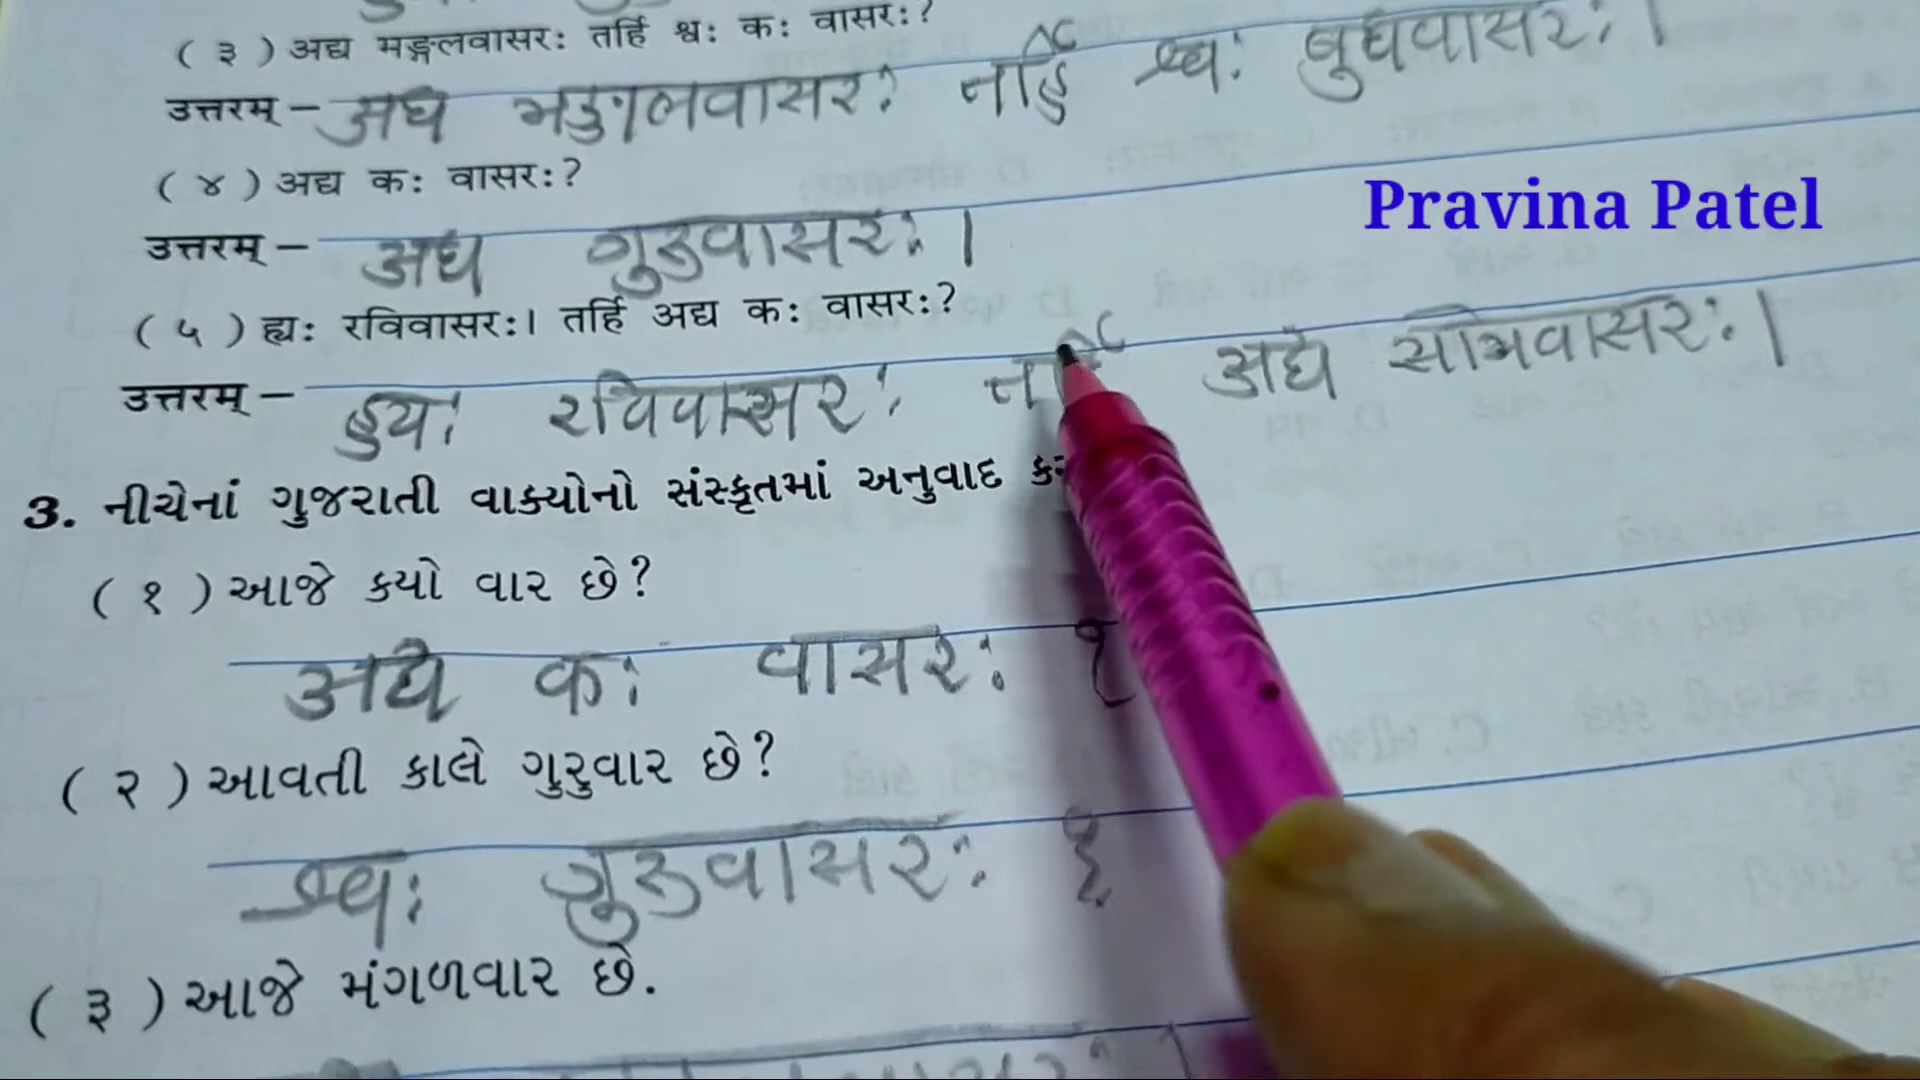 ( ३ ) अद्य मङ्गलवासरः तर्हि श्वः कः वासरः?
उत्तरम् – अद्य मङ्गलवासरः तर्हि श्वः बुधवासरः।
( ४ ) अद्य कः वासरः?
Pravina Patel
उत्तरम् – अद्य गुरुवासरः।
( ५ ) ह्यः रविवासरः। तर्हि अद्य कः वासरः?
उत्तरम् – ह्यः रविवासरः अद्य सोमवासरः।
3. નીચેનાં ગુજરાતી વાક્યોનો સંસ્કૃતમાં અનુવાદ
( १ ) આજે કયો વાર છે?
अद्य कः वासरः ?
( २ ) આવતી કાલે ગુરુવાર છે?
श्वः गुरुवासरः ?
( ३ ) આજે મંગળવાર છે.